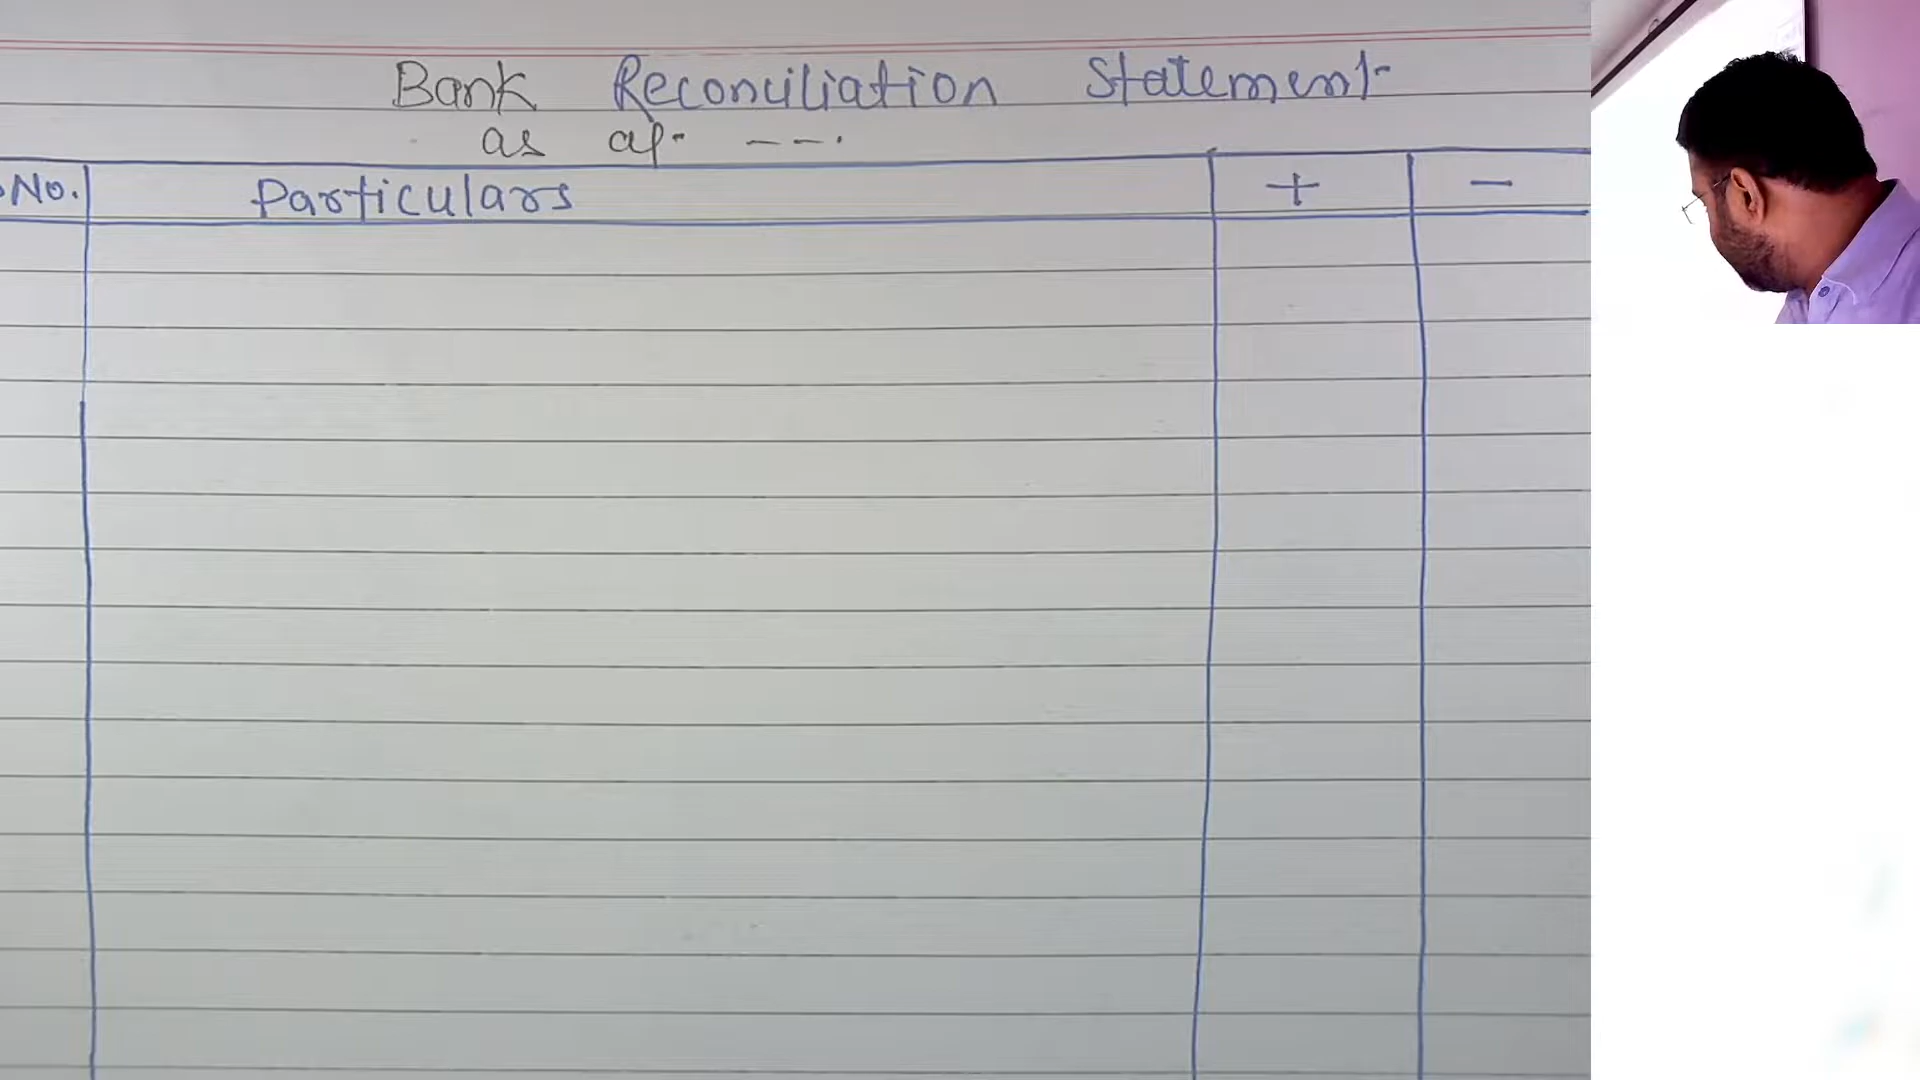 Bank Reconciliation Statement
as at ---.
No. Particulars + -